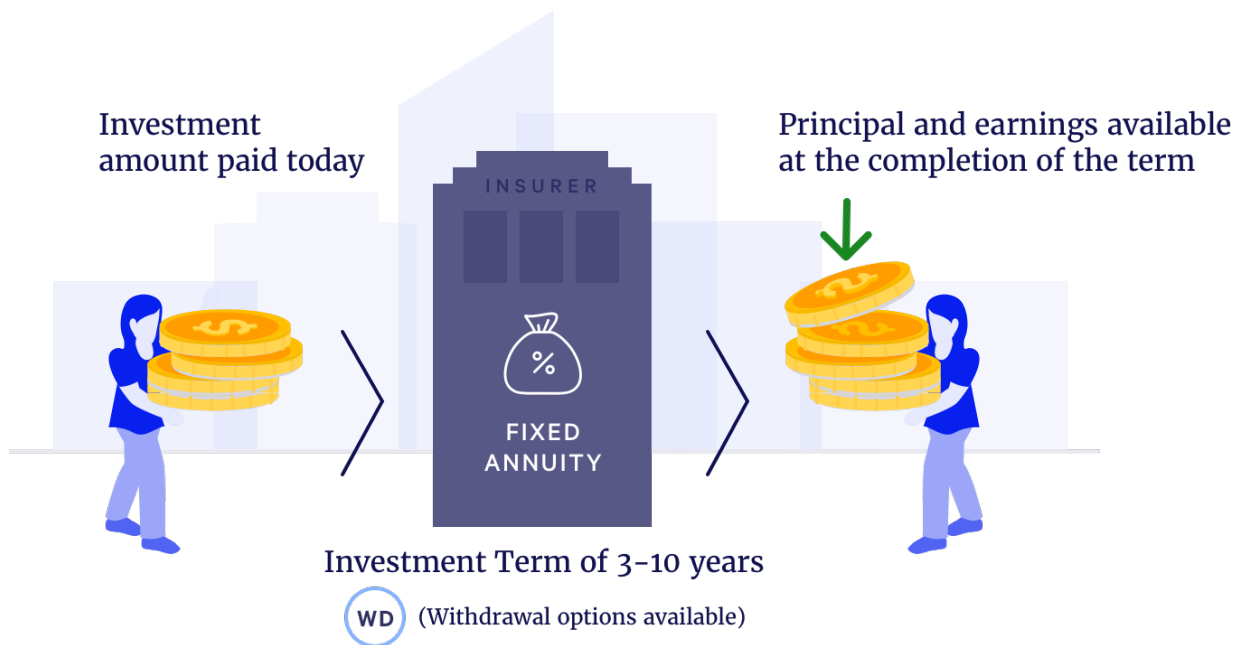 Investment
amount paid today
Principal and earnings available
at the completion of the term
INSURER
$
$
$
%
FIXED
ANNUITY
Investment Term of 3-10 years
WD
(Withdrawal options available)